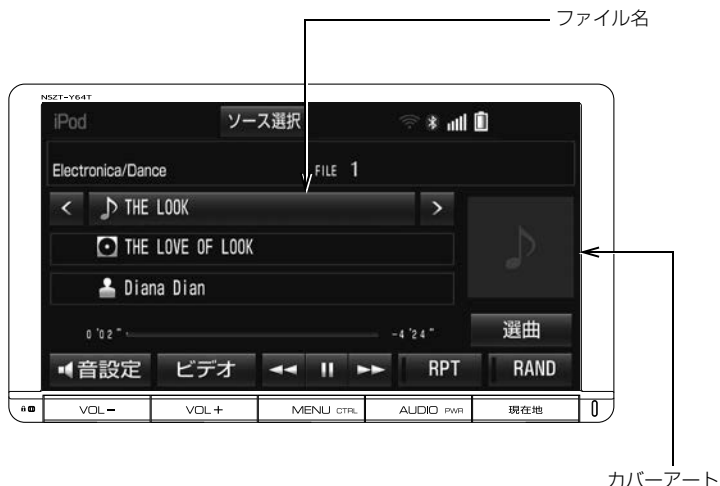 ファイル名
NSZT-Y64T
iPod ソース選択
Electronica/Dance FILE 1
< THE LOOK >
THE LOVE OF LOOK
Diana Dian
0'02" -4'24"
選曲
音設定 ビデオ RPT RAND
VOL− VOL+ MENU CTRL AUDIO PWR 現在地
カバーアート